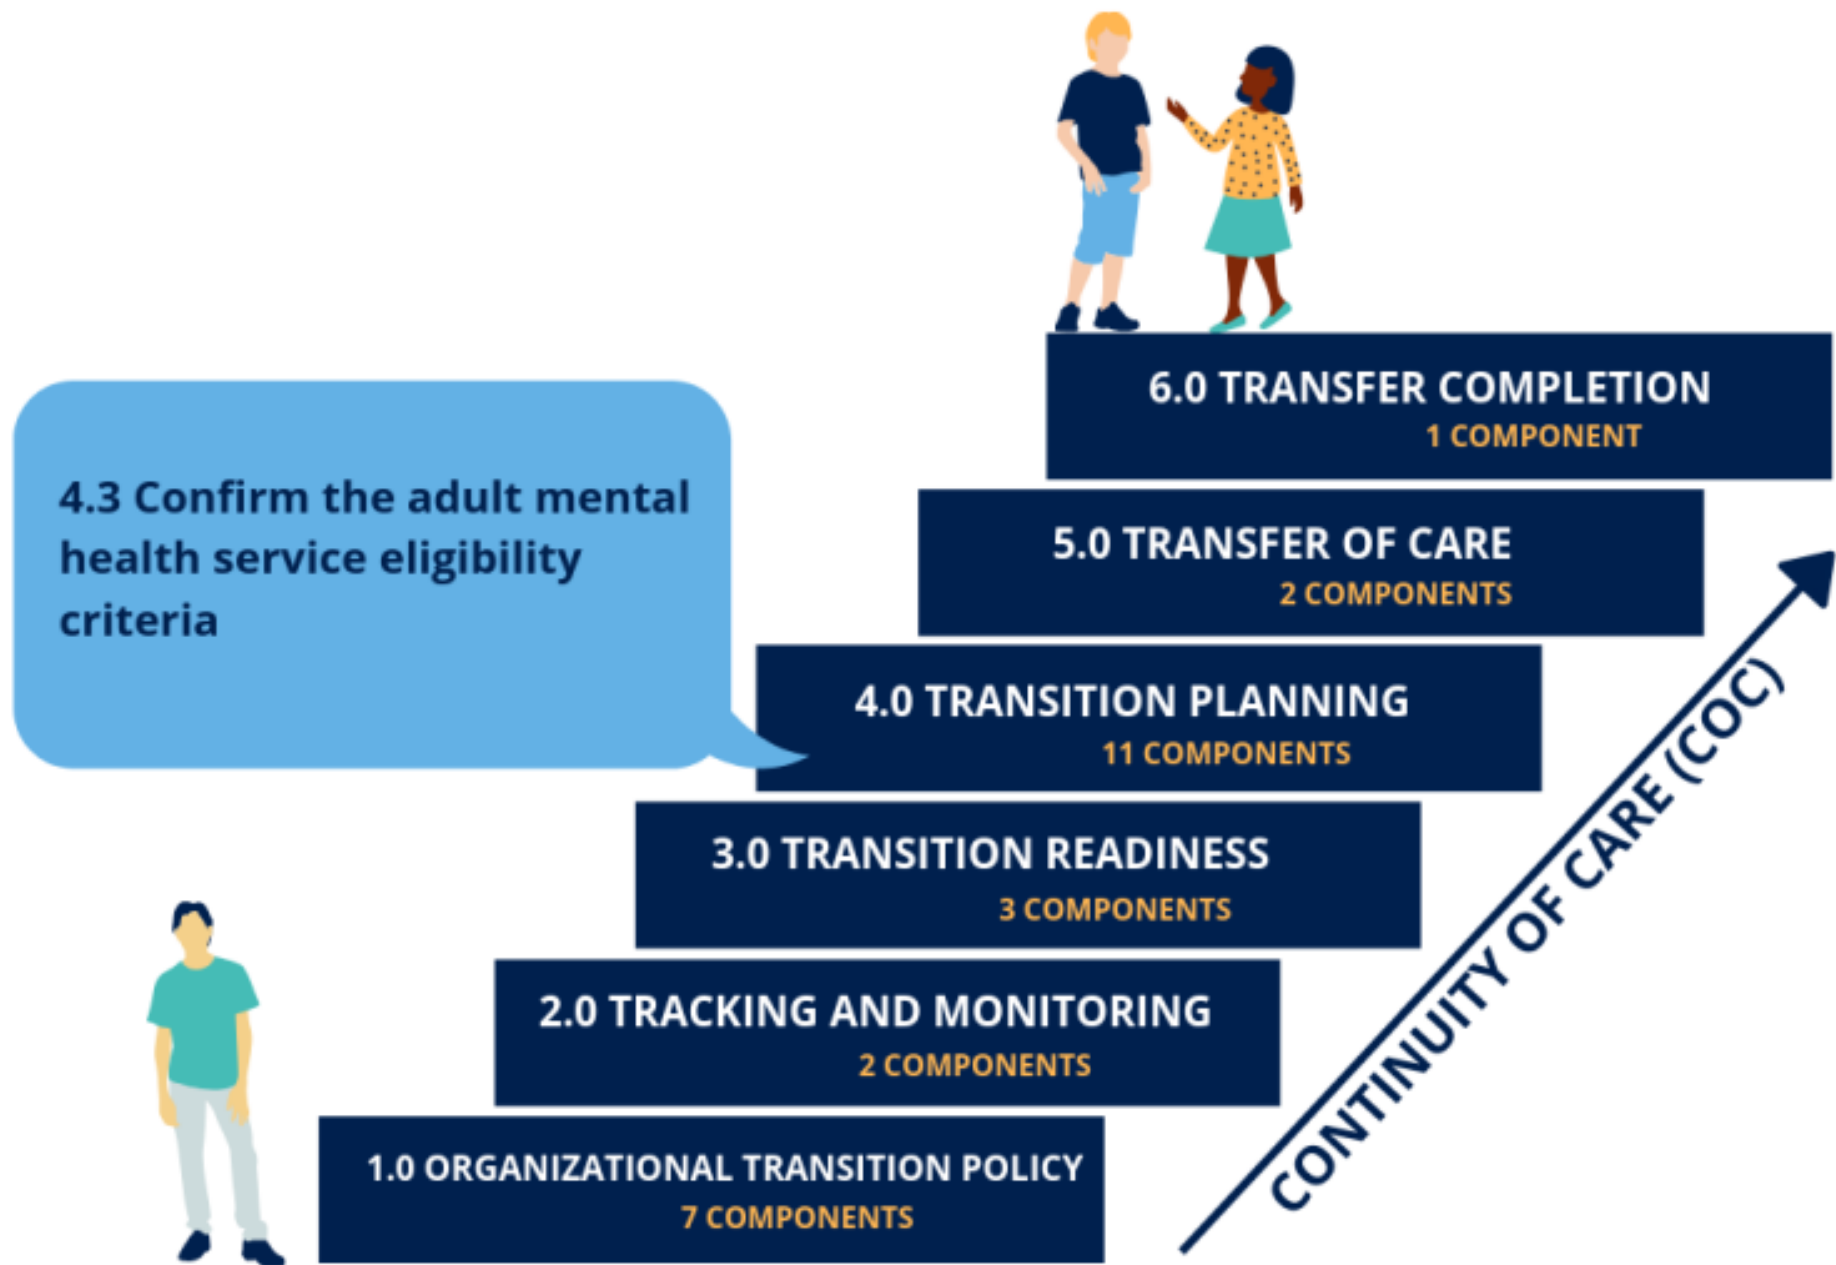 6.0 TRANSFER COMPLETION
1 COMPONENT
4.3 Confirm the adult mental
health service eligibility
criteria
5.0 TRANSFER OF CARE
2 COMPONENTS
4.0 TRANSITION PLANNING
11 COMPONENTS
3.0 TRANSITION READINESS
3 COMPONENTS
2.0 TRACKING AND MONITORING
2 COMPONENTS
1.0 ORGANIZATIONAL TRANSITION POLICY
7 COMPONENTS
CONTINUITY OF CARE (COC)